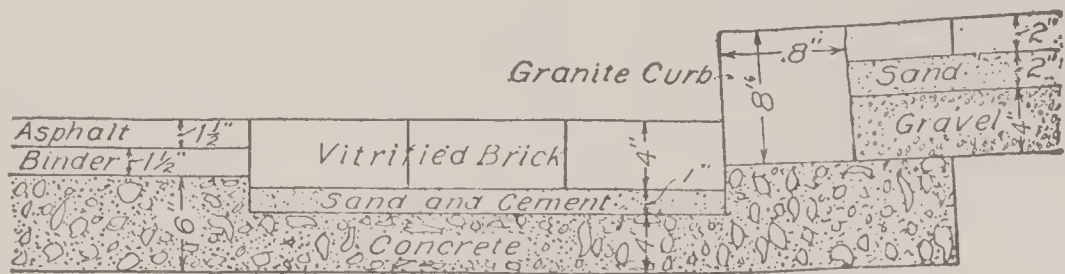 .8"
2"
Granite Curb
8"
Sand
2"
Gravel
4"
Asphalt
1½"
Binder
1½"
Vitrified Brick
4"
1"
Sand and Cement
6"
Concrete
4"